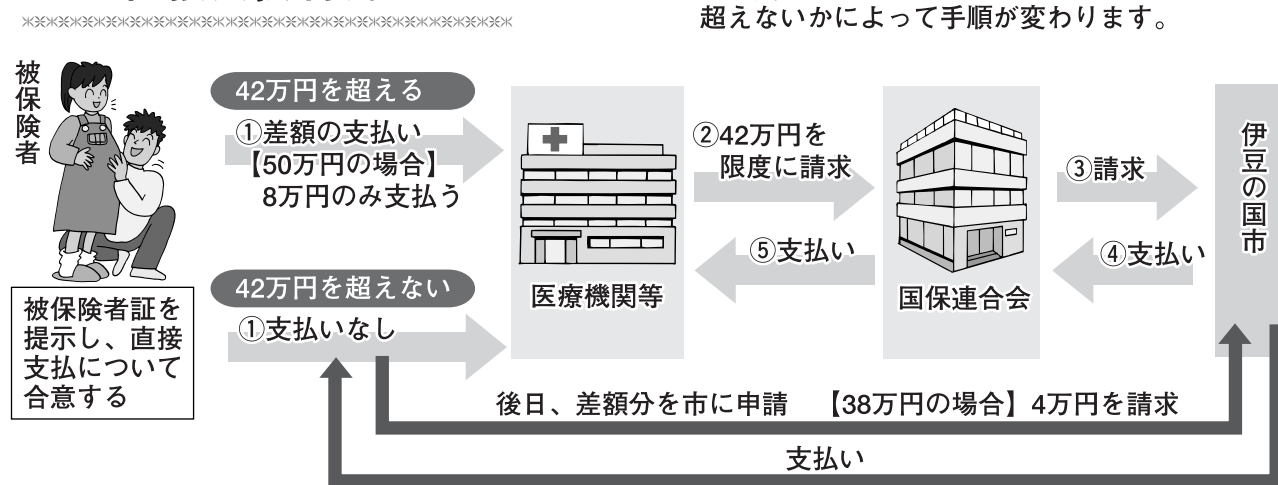 超えないかによって手順が変わります。
被保険者
42万円を超える
①差額の支払い
【50万円の場合】
8万円のみ支払う
42万円を超えない
①支払いなし
被保険者証を
提示し、直接
支払について
合意する
医療機関等
②42万円を
限度に請求
⑤支払い
国保連合会
③請求
④支払い
伊豆の国市
後日、差額分を市に申請 【38万円の場合】4万円を請求
支払い